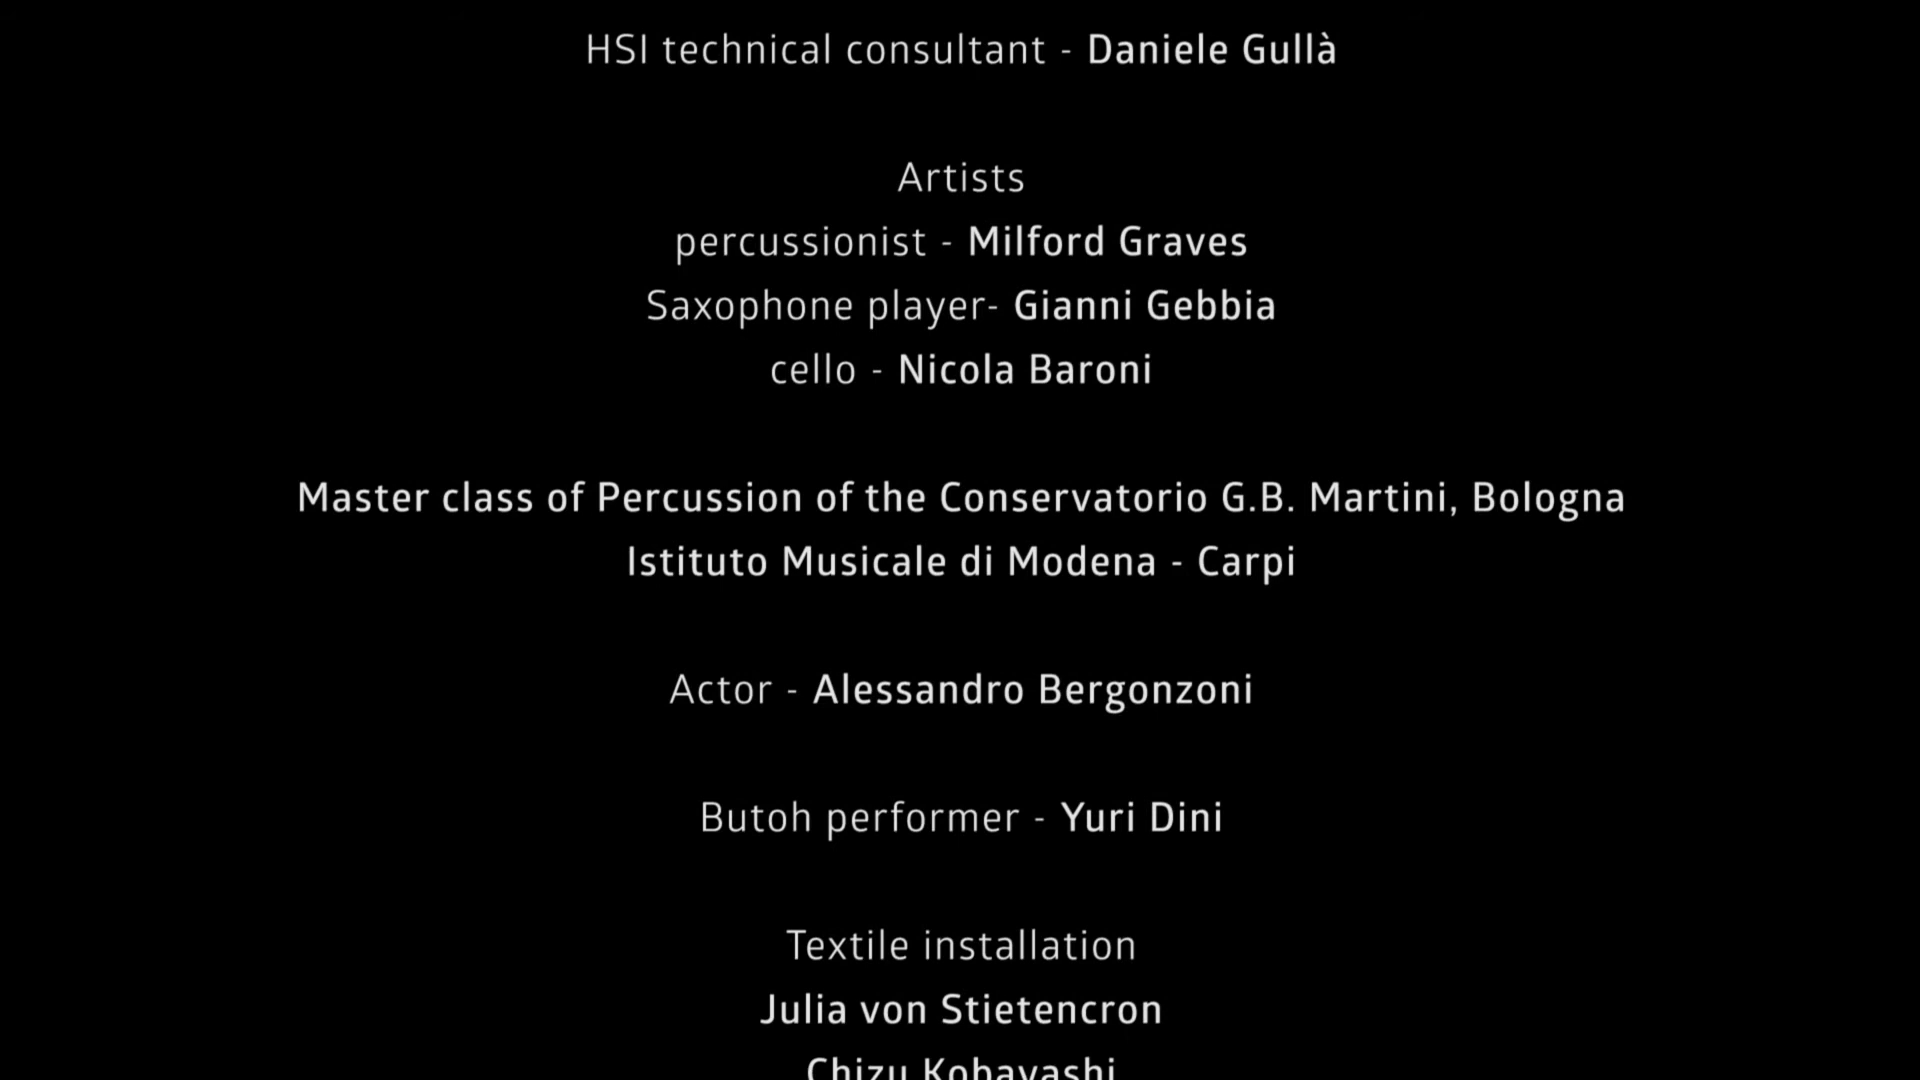 HSI technical consultant - Daniele Gullà
Artists
percussionist - Milford Graves
Saxophone player- Gianni Gebbia
cello - Nicola Baroni
Master class of Percussion of the Conservatorio G.B. Martini, Bologna
Istituto Musicale di Modena - Carpi
Actor - Alessandro Bergonzoni
Butoh performer - Yuri Dini
Textile installation
Julia von Stietencron
Chizu Kobayashi